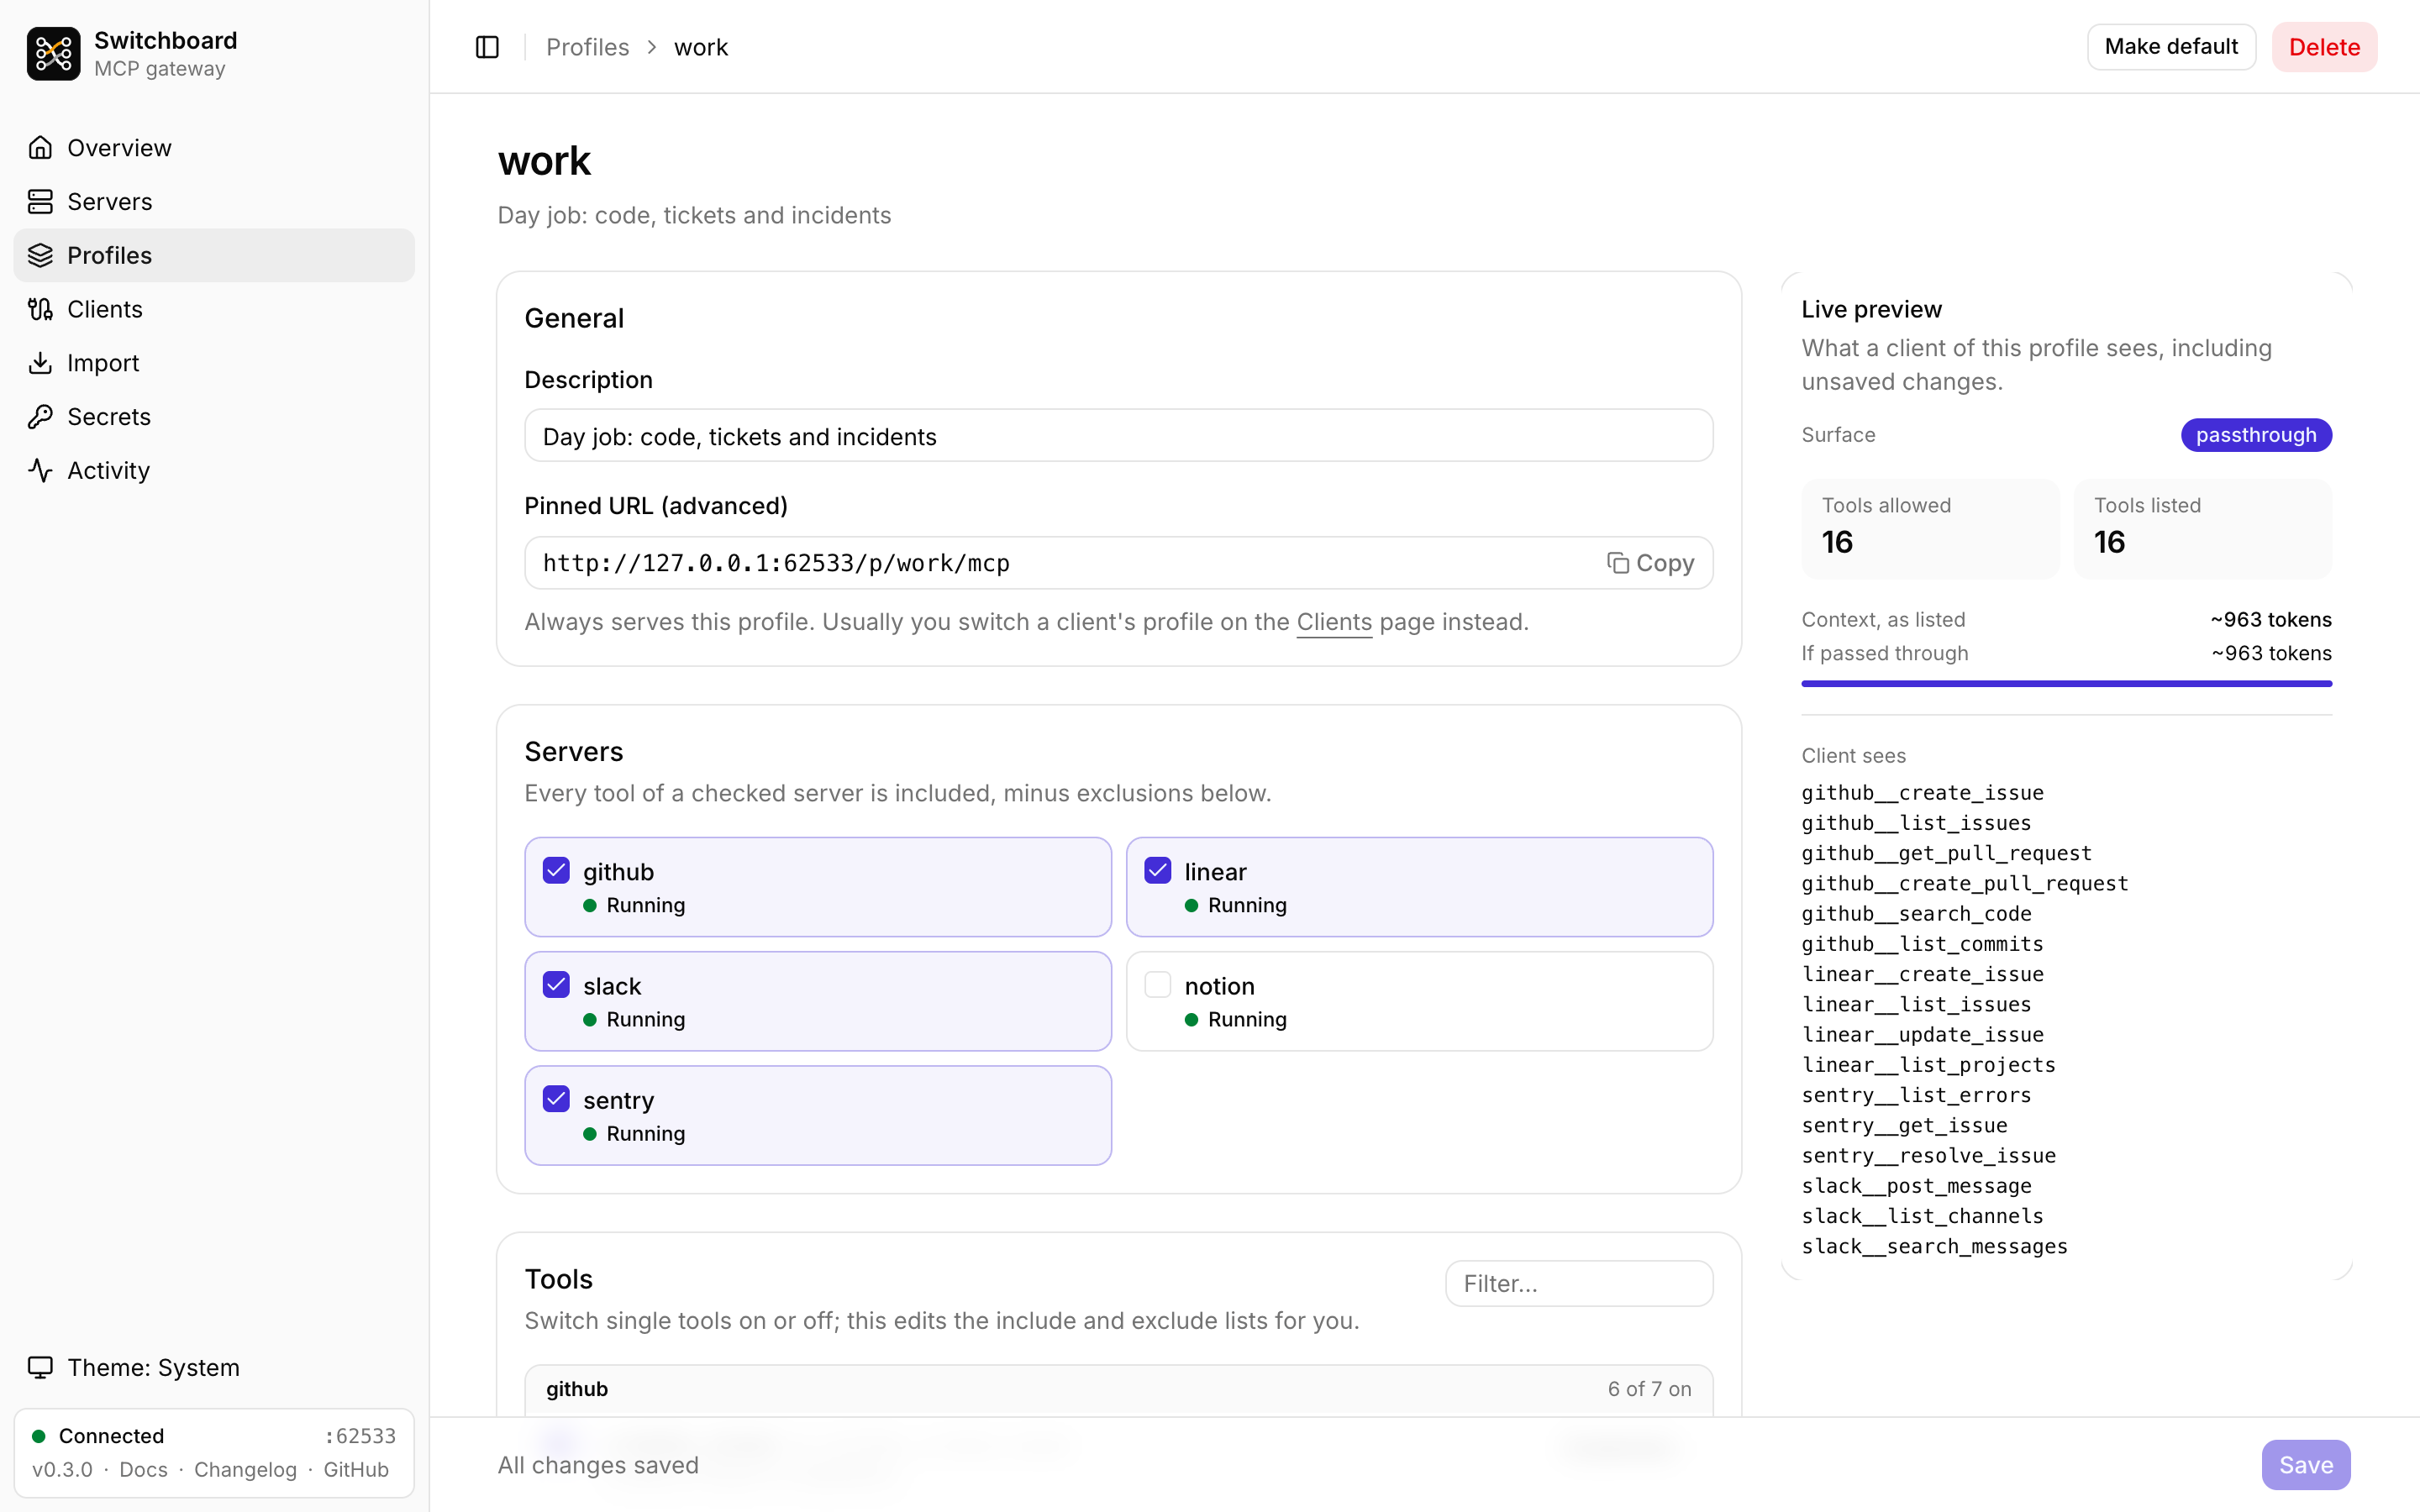 Switchboard
MCP gateway
Overview
Servers
Profiles
Clients
Import
Secrets
Activity
Theme: System
Connected :62533
v0.3.0 · Docs · Changelog · GitHub
Profiles > work
Make default
Delete
work
Day job: code, tickets and incidents
General
Description
Day job: code, tickets and incidents
Pinned URL (advanced)
http://127.0.0.1:62533/p/work/mcp
Copy
Always serves this profile. Usually you switch a client's profile on the Clients page instead.
Servers
Every tool of a checked server is included, minus exclusions below.
github
Running
linear
Running
slack
Running
notion
Running
sentry
Running
Tools
Filter...
Switch single tools on or off; this edits the include and exclude lists for you.
github
6 of 7 on
All changes saved
Save
Live preview
What a client of this profile sees, including
unsaved changes.
Surface
passthrough
Tools allowed
16
Tools listed
16
Context, as listed ~963 tokens
If passed through ~963 tokens
Client sees
github__create_issue
github__list_issues
github__get_pull_request
github__create_pull_request
github__search_code
github__list_commits
linear__create_issue
linear__list_issues
linear__update_issue
linear__list_projects
sentry__list_errors
sentry__get_issue
sentry__resolve_issue
slack__post_message
slack__list_channels
slack__search_messages